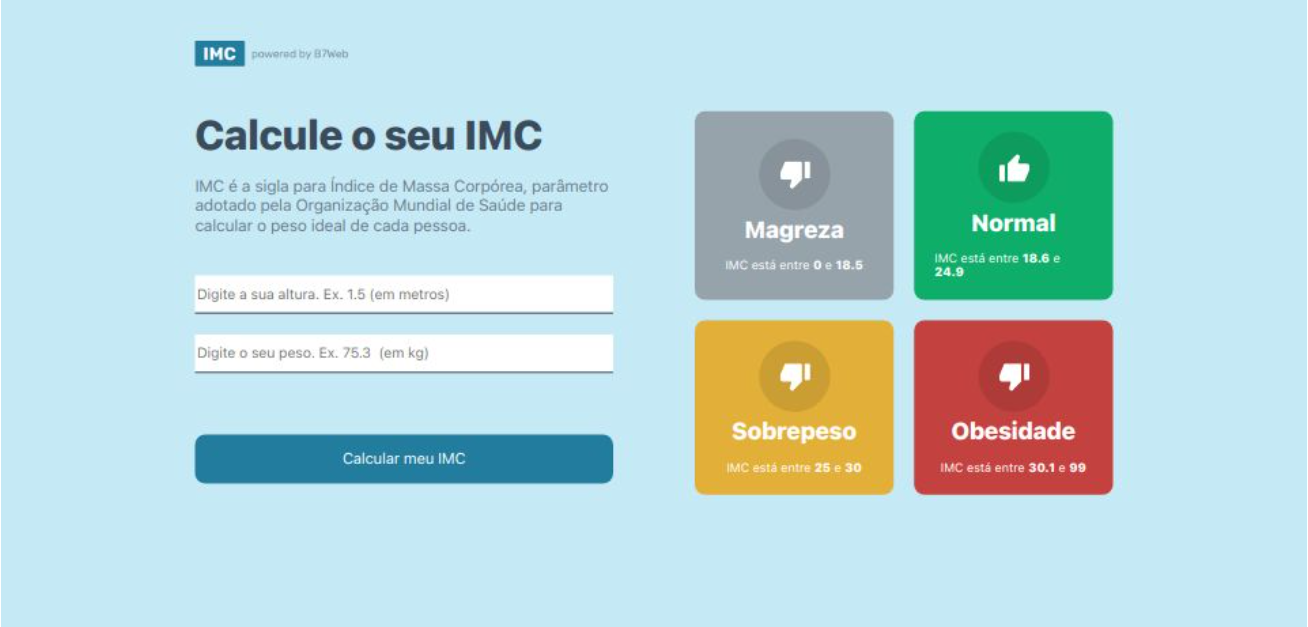 IMC powered by B7Web
Calcule o seu IMC
IMC é a sigla para Índice de Massa Corpórea, parâmetro
adotado pela Organização Mundial de Saúde para
calcular o peso ideal de cada pessoa.
Digite a sua altura. Ex. 1.5 (em metros)
Digite o seu peso. Ex. 75.3 (em kg)
Calcular meu IMC
Magreza
IMC está entre 0 e 18.5
Normal
IMC está entre 18.6 e
24.9
Sobrepeso
IMC está entre 25 e 30
Obesidade
IMC está entre 30.1 e 99